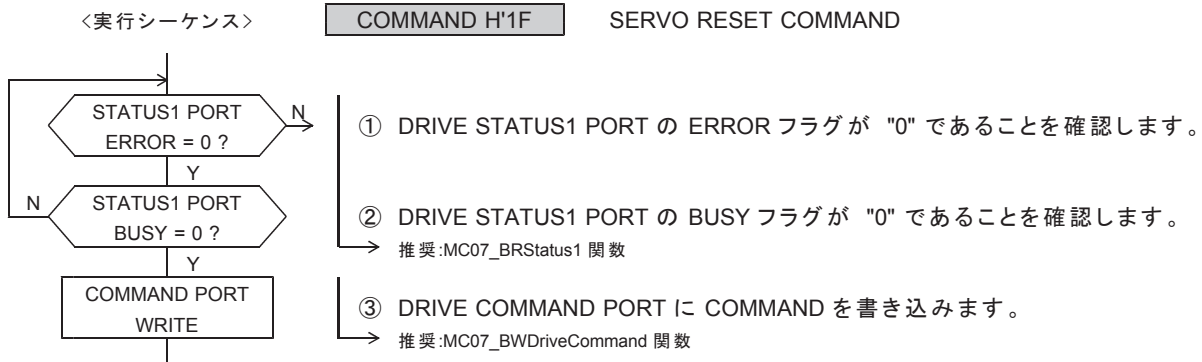 <実行シーケンス>
COMMAND H'1F
SERVO RESET COMMAND
STATUS1 PORT
ERROR = 0 ?
N
Y
① DRIVE STATUS1 PORT の ERROR フラグが "0" であることを確認します。
STATUS1 PORT
BUSY = 0 ?
N
Y
② DRIVE STATUS1 PORT の BUSY フラグが "0" であることを確認します。
推奨:MC07_BRStatus1 関数
COMMAND PORT
WRITE
③ DRIVE COMMAND PORT に COMMAND を書き込みます。
推奨:MC07_BWDriveCommand 関数